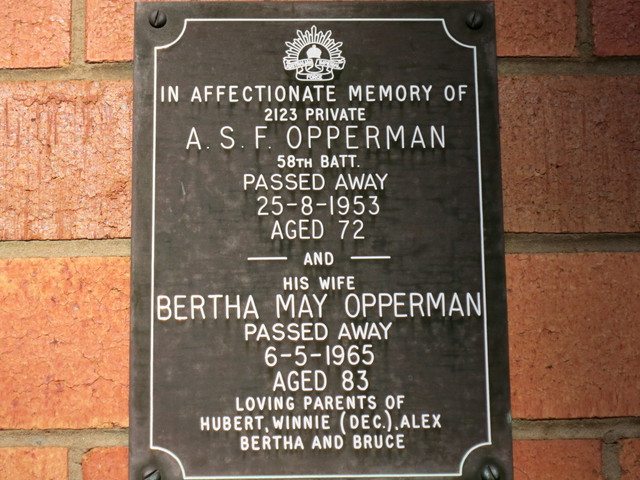 IN AFFECTIONATE MEMORY OF
2123 PRIVATE
A. S. F. OPPERMAN
58TH BATT.
PASSED AWAY
25-8-1953
AGED 72
AND
HIS WIFE
BERTHA MAY OPPERMAN
PASSED AWAY
6-5-1965
AGED 83
LOVING PARENTS OF
HUBERT, WINNIE (DEC.), ALEX
BERTHA AND BRUCE